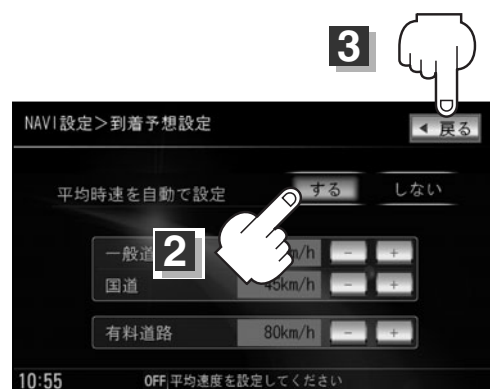 3
NAVI設定>到着予想設定
◀ 戻る
平均時速を自動で設定 する しない
2
一般道 m/h − +
国道 45km/h − +
有料道路 80km/h − +
10:55 OFF 平均速度を設定してください